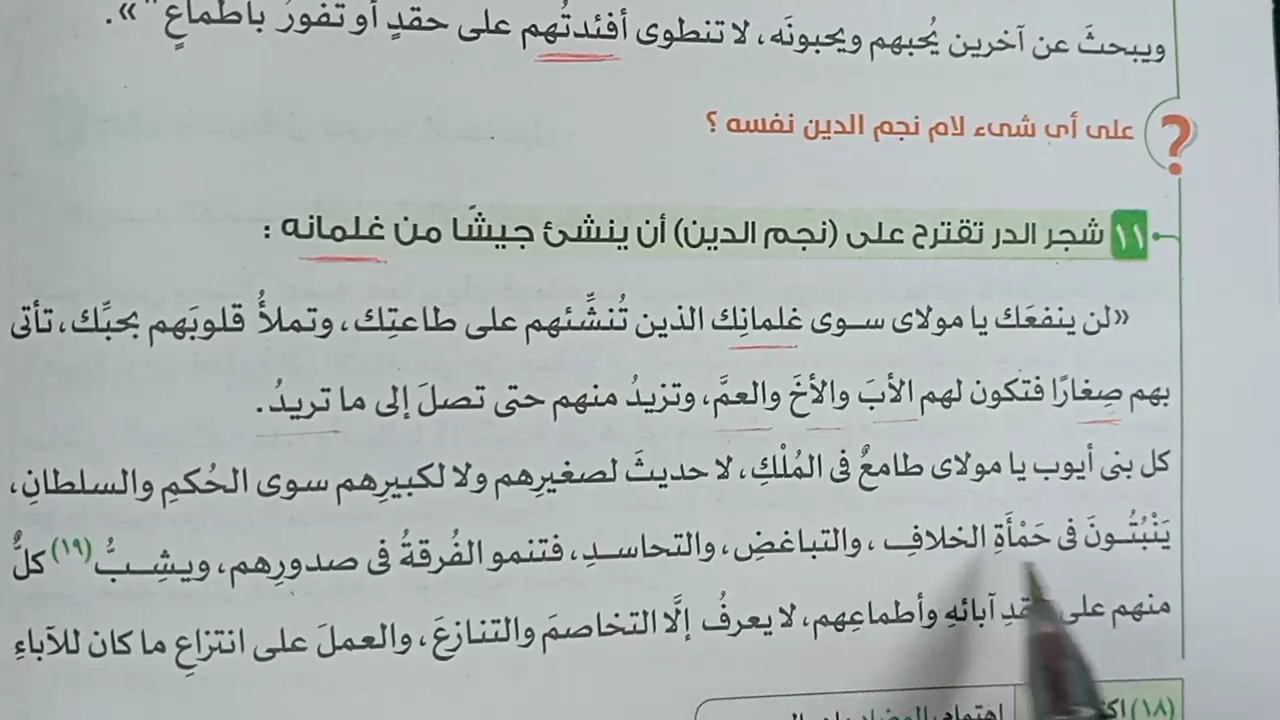 ويبحثَ عن آخرين يُحبهم ويحبونَه، لا تنطوى أفئدتُهم على حقدٍ أو تفورُ بأطماعٍ».
على أى شىء لام نجم الدين نفسه ؟
١١ شجر الدر تقترح على (نجم الدين) أن ينشئ جيشًا من غلمانه :
«لن ينفعَك يا مولاى سوى غلمانِك الذين تُنشِّئهم على طاعتِك، وتملأُ قلوبَهم بحبِّك، تأتى
بهم صِغارًا فتكون لهم الأبَ والأخَ والعمَّ، وتزيدُ منهم حتى تصلَ إلى ما تريدُ.
كل بنى أيوب يا مولاى طامعٌ فى المُلْكِ، لا حديثَ لصغيرِهم ولا لكبيرِهم سوى الحُكمِ والسلطانِ،
يَنْبُتُونَ فى حَمْأَةِ الخلافِ، والتباغضِ، والتحاسدِ، فتنمو الفُرقةُ فى صدورِهم، ويشِبُّ (١٩) كلٌّ
منهم على آبائهِ وأطماعِهم، لا يعرفُ إلَّا التخاصمَ والتنازعَ، والعملَ على انتزاعِ ما كان للآباءِ
(١٨)